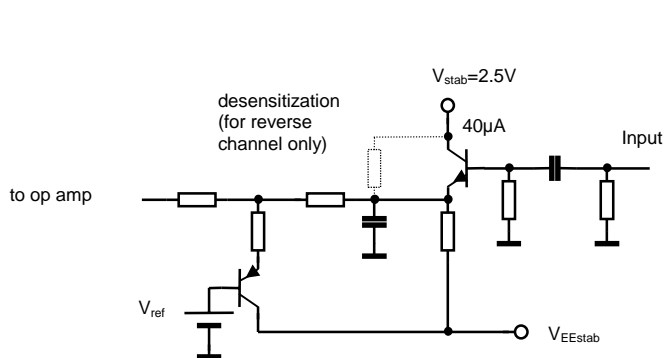 V_stab=2.5V
desensitization
(for reverse
channel only)
40µA
Input
to op amp
V_ref
V_EEstab